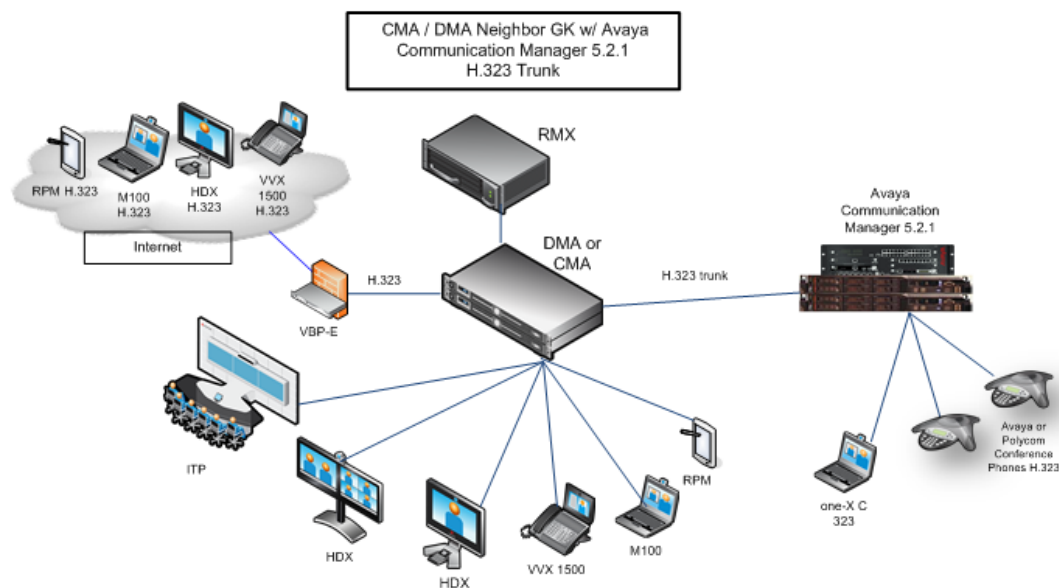 CMA / DMA Neighbor GK w/ Avaya
Communication Manager 5.2.1
H.323 Trunk
RMX
RPM H.323
M100
H.323
HDX
H.323
VVX
1500
H.323
Internet
Avaya
Communication
Manager 5.2.1
DMA or
CMA
H.323
H.323 trunk
VBP-E
ITP
HDX
HDX
VVX 1500
M100
RPM
one-X C
323
Avaya or
Polycom
Conference
Phones H.323